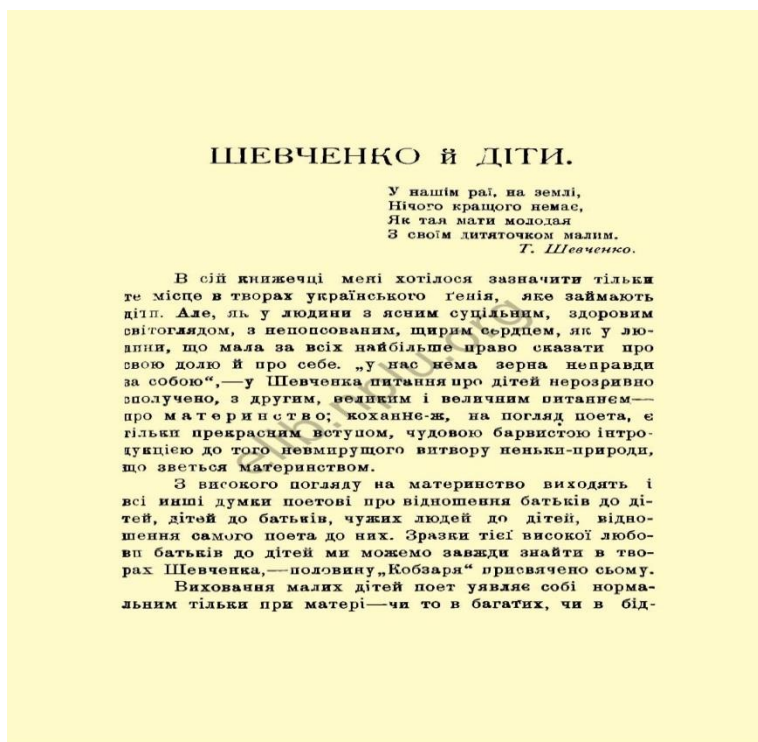 ШЕВЧЕНКО й ДІТИ.
У нашім раї, на землі,
Нічого кращого немає,
Як тая мати молодая
З своїм дитяточком малим.
Т. Шевченко.
В сій книжечці мені хотілося зазначити тільки
те місце в творах українського ґенія, яке займають
діти. Але, як у людини з ясним суцільним, здоровим
світоглядом, з непопсованим, щирим сердцем, як у лю-
дини, що мала за всіх найбільше право сказати про
свою долю й про себе. „у нас нема зерна неправди
за собою“,—у Шевченка питання про дітей нерозривно
сполучено, з другим, великим і величним питаннєм—
про материнство; коханнє-ж, на погляд поета, є
тільки прекрасним вступом, чудовою барвистою інтро-
дукцією до того невмирущого витвору неньки-природи,
що зветься материнством.
З високого погляду на материнство виходять і
всі инші думки поетові про відношення батьків до ді-
тей, дітей до батьків, чужих людей до дітей, відно-
шення самого поета до них. Зразки тієї високої любо-
ви батьків до дітей ми можемо завжди знайти в тво-
рах Шевченка,—половину „Кобзаря“ присвячено сьому.
Виховання малих дітей поет уявляє собі норма-
льним тільки при матері—чи то в багатих, чи в бід-
elib.nplu.org